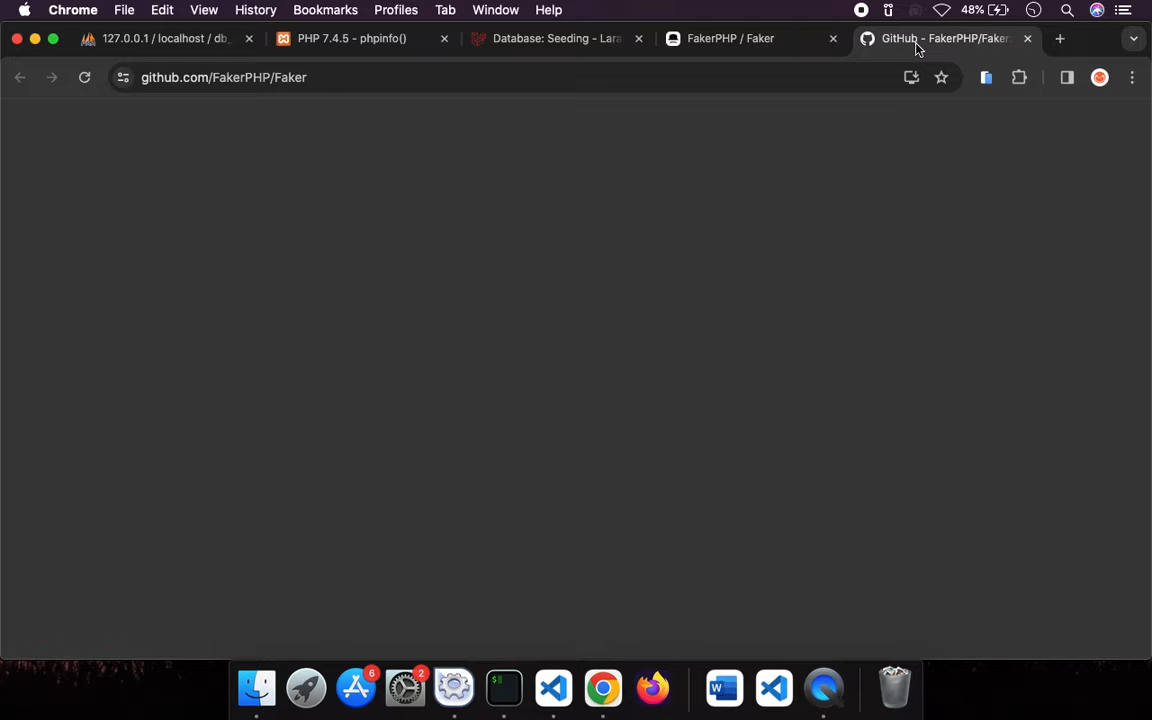 Chrome File Edit View History Bookmarks Profiles Tab Window Help 48%
127.0.0.1 / localhost / db_ PHP 7.4.5 - phpinfo() Database: Seeding - Lara FakerPHP / Faker GitHub - FakerPHP/Faker:
github.com/FakerPHP/Faker
6 2 $ W